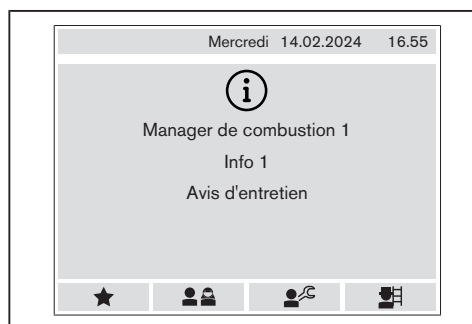 Mercredi 14.02.2024 16.55
Manager de combustion 1
Info 1
Avis d'entretien